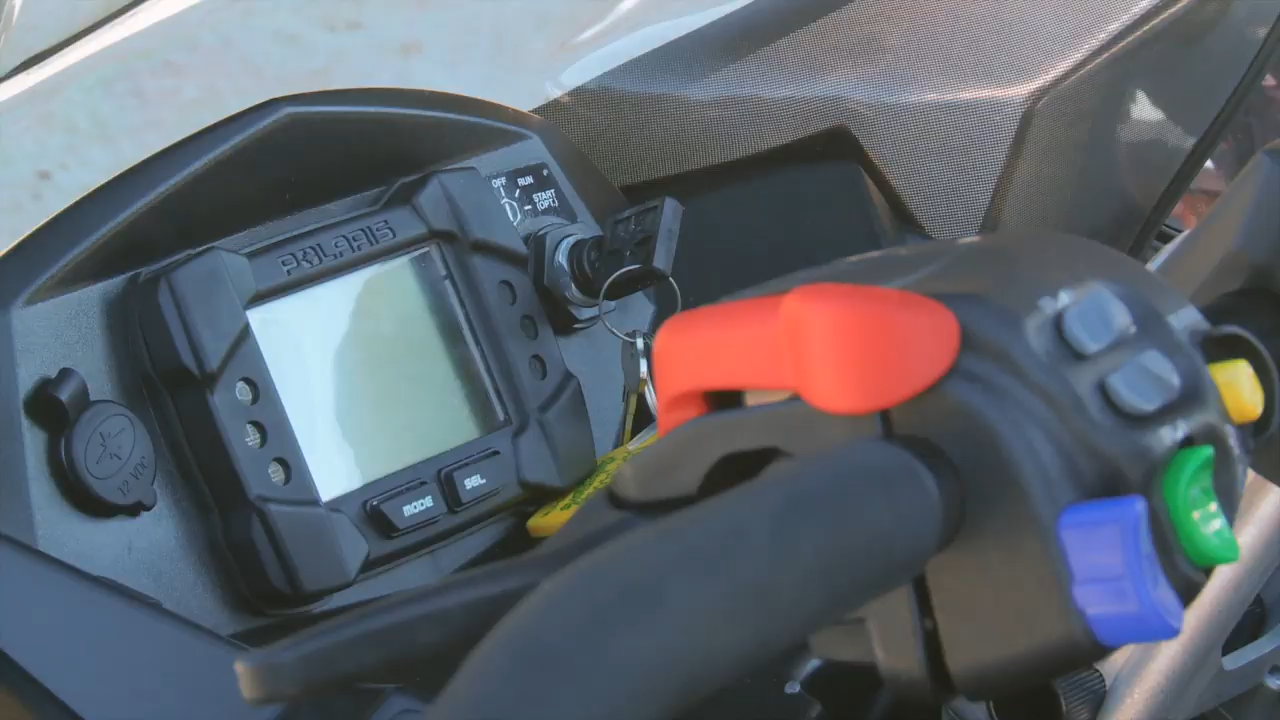 OFF RUN
START
(OPT.)
POLARIS
MODE
SEL
12 VDC